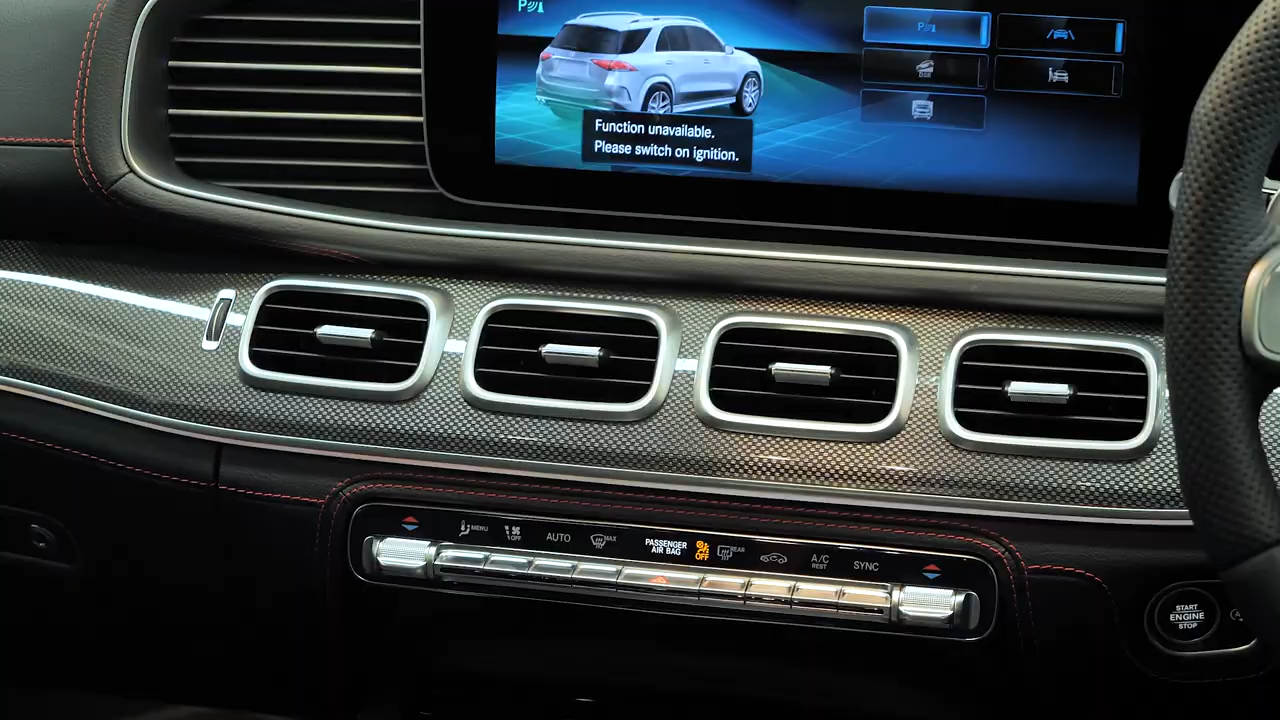 P
P
DSR
Function unavailable.
Please switch on ignition.
MENU
OFF
AUTO
MAX
PASSENGER
AIR BAG
OFF
REAR
A/C
REST
SYNC
START
ENGINE
STOP
A